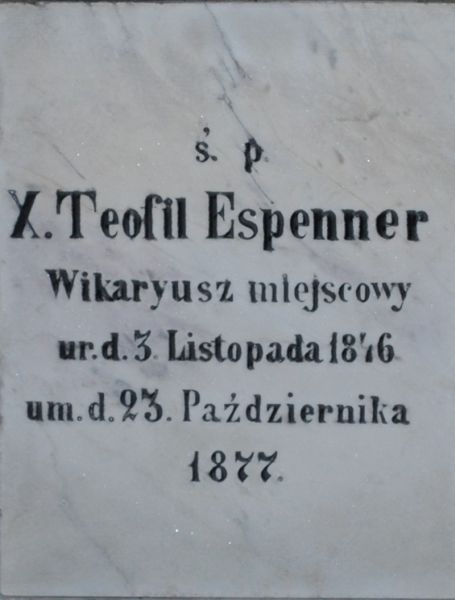 ś. p.
X. Teofil Espenner
Wikaryusz miejscowy
ur. d. 3. Listopada 1846
um. d. 23. Października
1877.